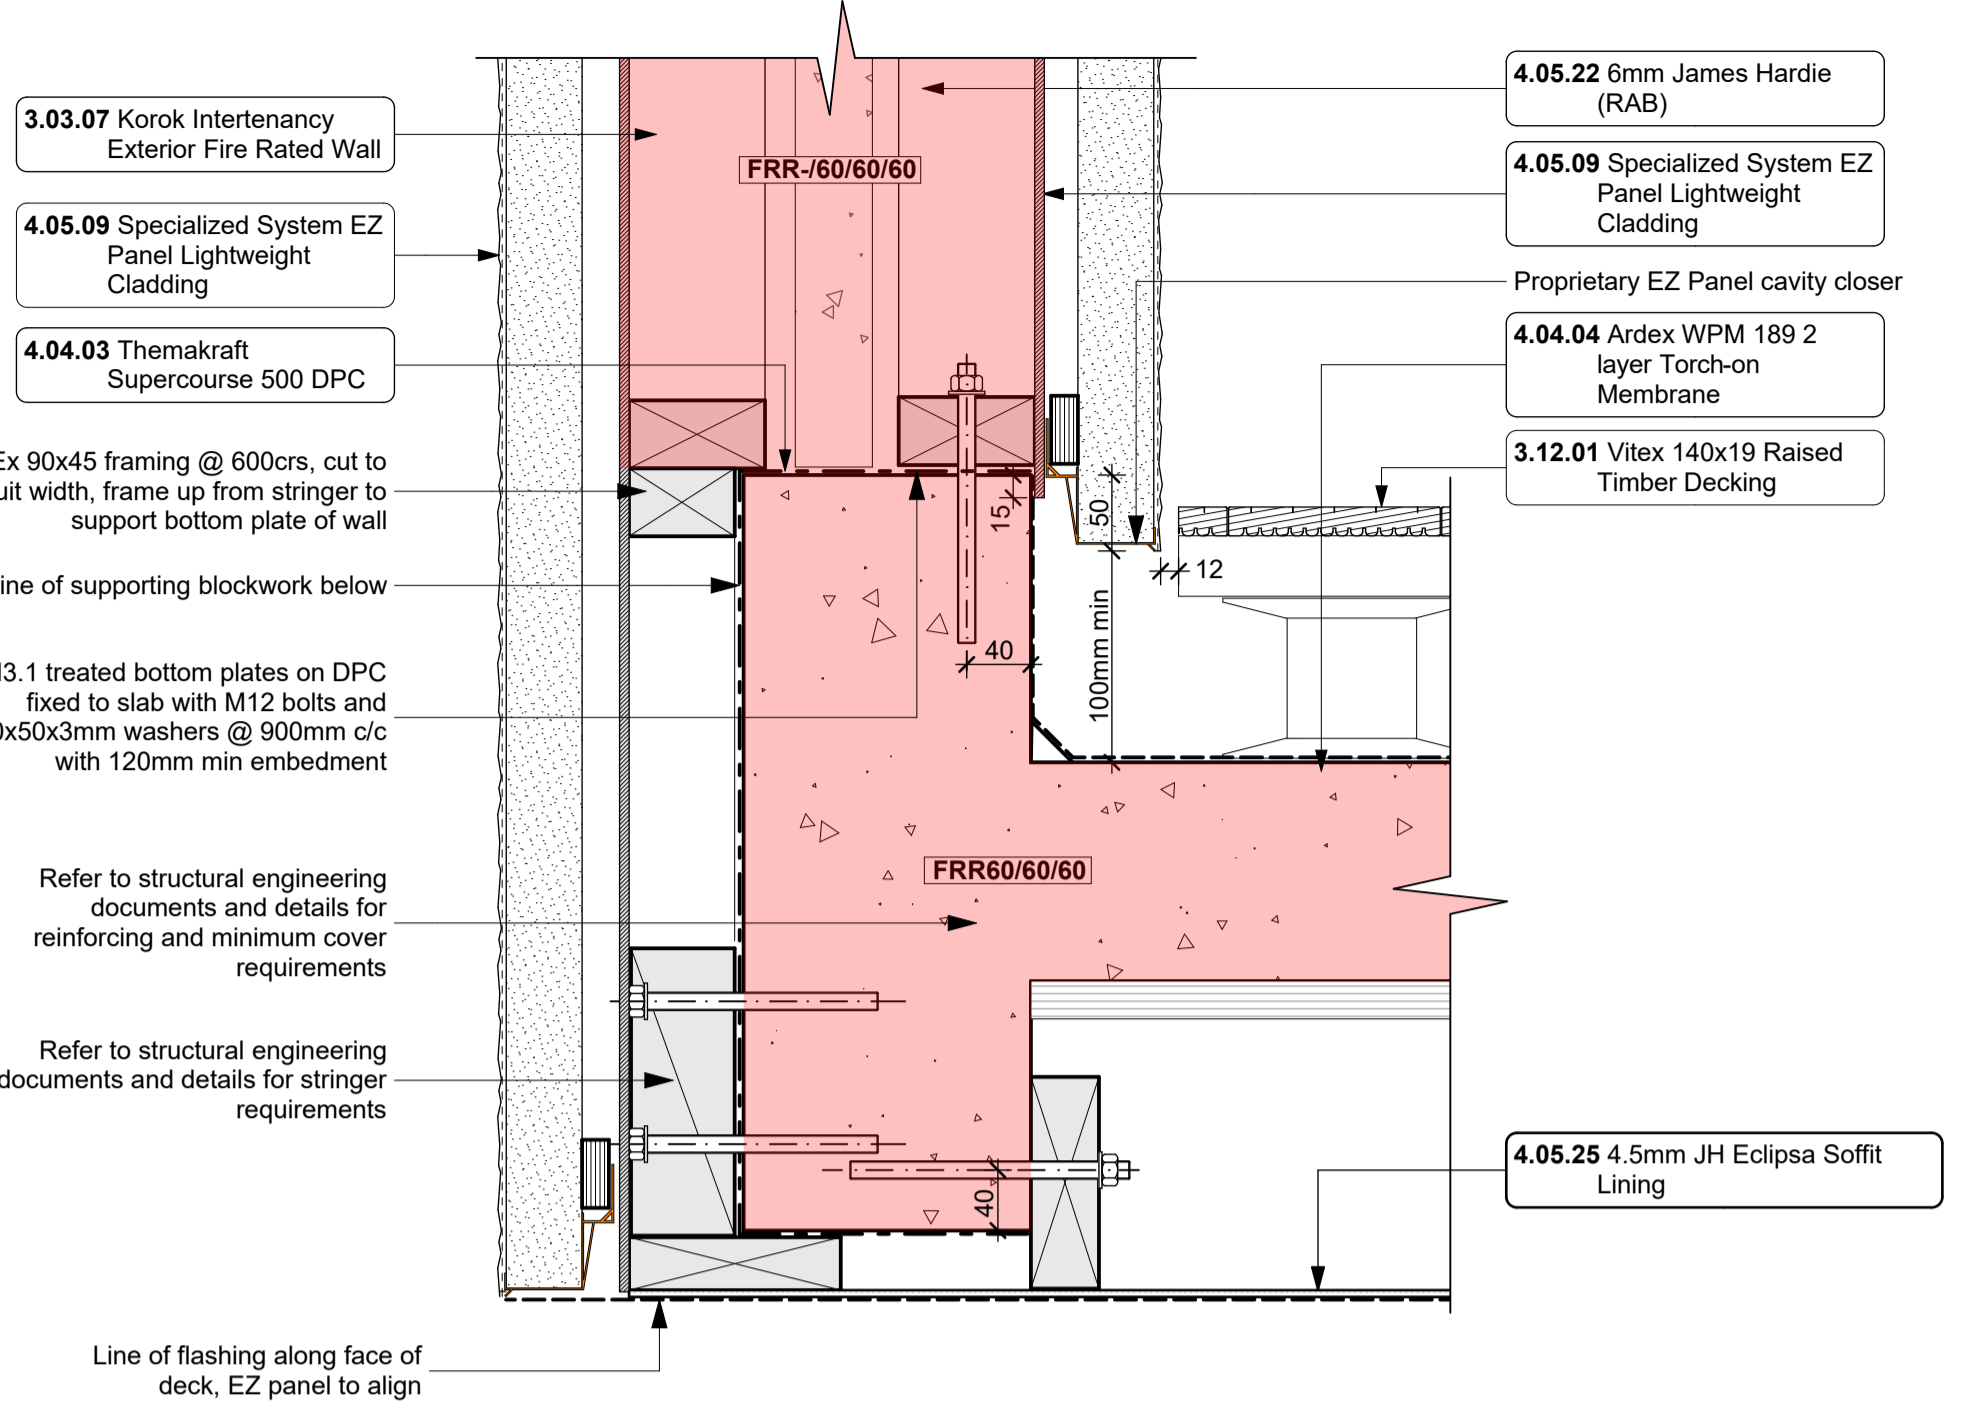 3.03.07 Korok Intertenancy
Exterior Fire Rated Wall
4.05.09 Specialized System EZ
Panel Lightweight
Cladding
4.04.03 Themakraft
Supercourse 500 DPC
Ex 90x45 framing @ 600crs, cut to
width, frame up from stringer to
support bottom plate of wall
of supporting blockwork below
treated bottom plates on DPC
fixed to slab with M12 bolts and
washers @ 900mm c/c
with 120mm min embedment
Refer to structural engineering
documents and details for
reinforcing and minimum cover
requirements
Refer to structural engineering
documents and details for stringer
requirements
Line of flashing along face of
deck, EZ panel to align
FRR-/60/60/60
15
50
12
40
100mm min
FRR60/60/60
40
4.05.22 6mm James Hardie
(RAB)
4.05.09 Specialized System EZ
Panel Lightweight
Cladding
Proprietary EZ Panel cavity closer
4.04.04 Ardex WPM 189 2
layer Torch-on
Membrane
3.12.01 Vitex 140x19 Raised
Timber Decking
4.05.25 4.5mm JH Eclipsa Soffit
Lining